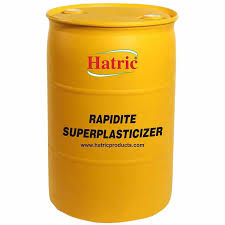 Hatric
RAPIDITE
SUPERPLASTICIZER
www.hatricproducts.com